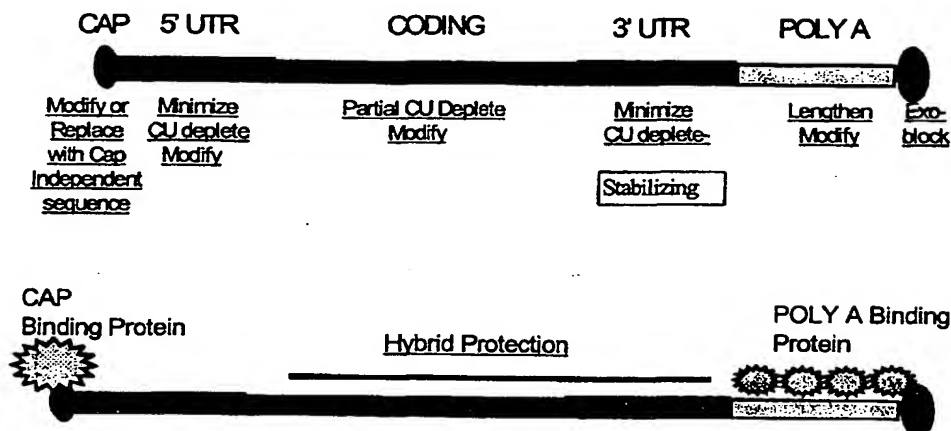 CAP 5' UTR CODING 3' UTR POLY A
Modify or
Replace
with Cap
Independent
sequence
Minimize
CU deplete
Modify
Partial CU Deplete
Modify
Minimize
CU deplete-
Stabilizing
Lengthen
Modify
Exo-
block
CAP
Binding Protein
Hybrid Protection
POLY A Binding
Protein